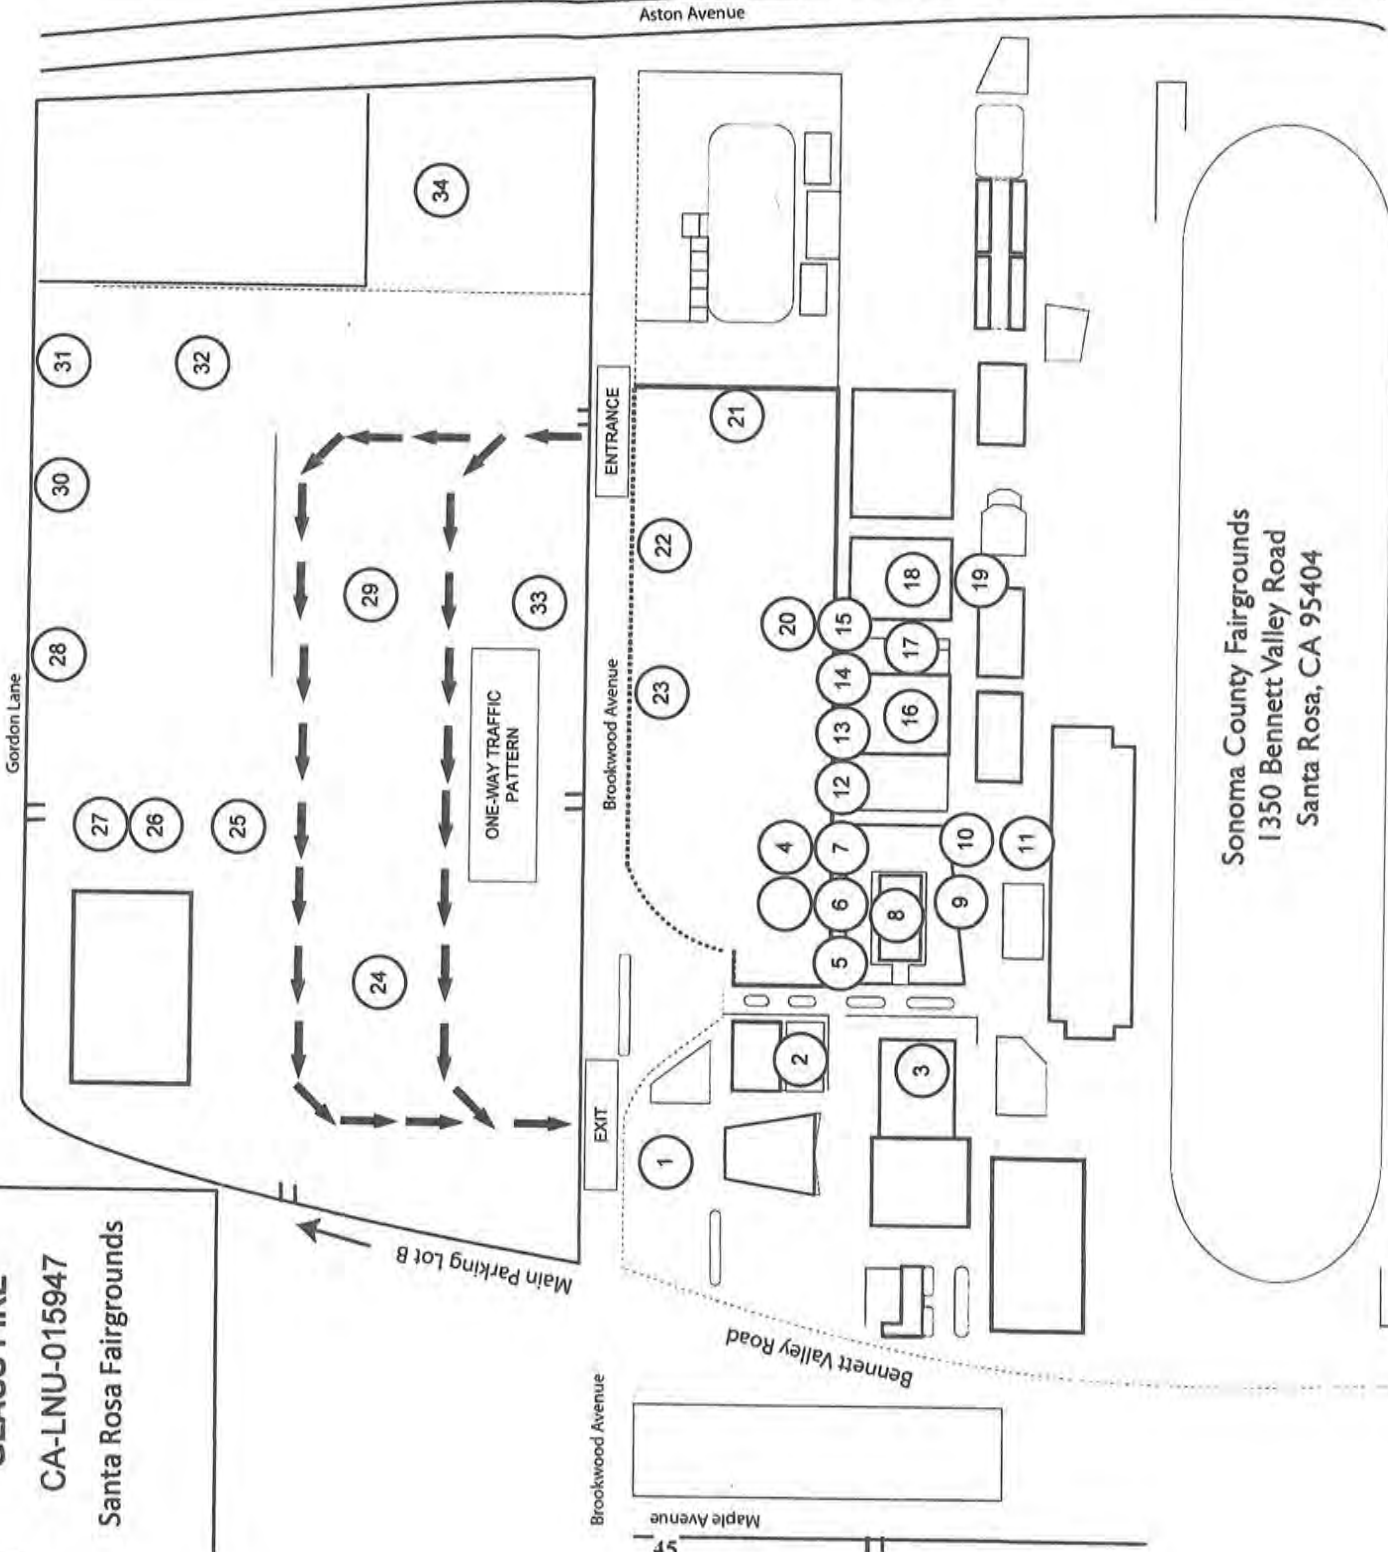 Aston Avenue
34
31
32
30
ENTRANCE
21
22
29
33
28
Gordon Lane
ONE-WAY TRAFFIC
PATTERN
Brookwood Avenue
23
20
15
18
19
14
17
13
16
12
27
26
25
4
7
10
11
6
8
9
5
24
2
3
EXIT
1
Main Parking Lot B
Bennett Valley Road
Brookwood Avenue
Maple Avenue
45
CA-LNU-015947
Santa Rosa Fairgrounds
Sonoma County Fairgrounds
1350 Bennett Valley Road
Santa Rosa, CA 95404